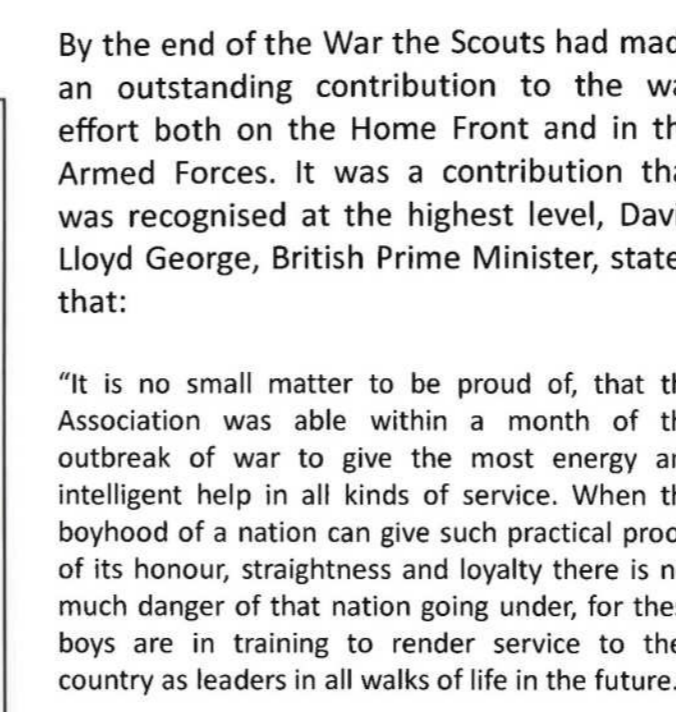 By the end of the War the Scouts had mad
an outstanding contribution to the wa
effort both on the Home Front and in th
Armed Forces. It was a contribution tha
was recognised at the highest level, Davi
Lloyd George, British Prime Minister, state
that:
“It is no small matter to be proud of, that th
Association was able within a month of th
outbreak of war to give the most energy an
intelligent help in all kinds of service. When th
boyhood of a nation can give such practical proo
of its honour, straightness and loyalty there is n
much danger of that nation going under, for the
boys are in training to render service to the
country as leaders in all walks of life in the future.